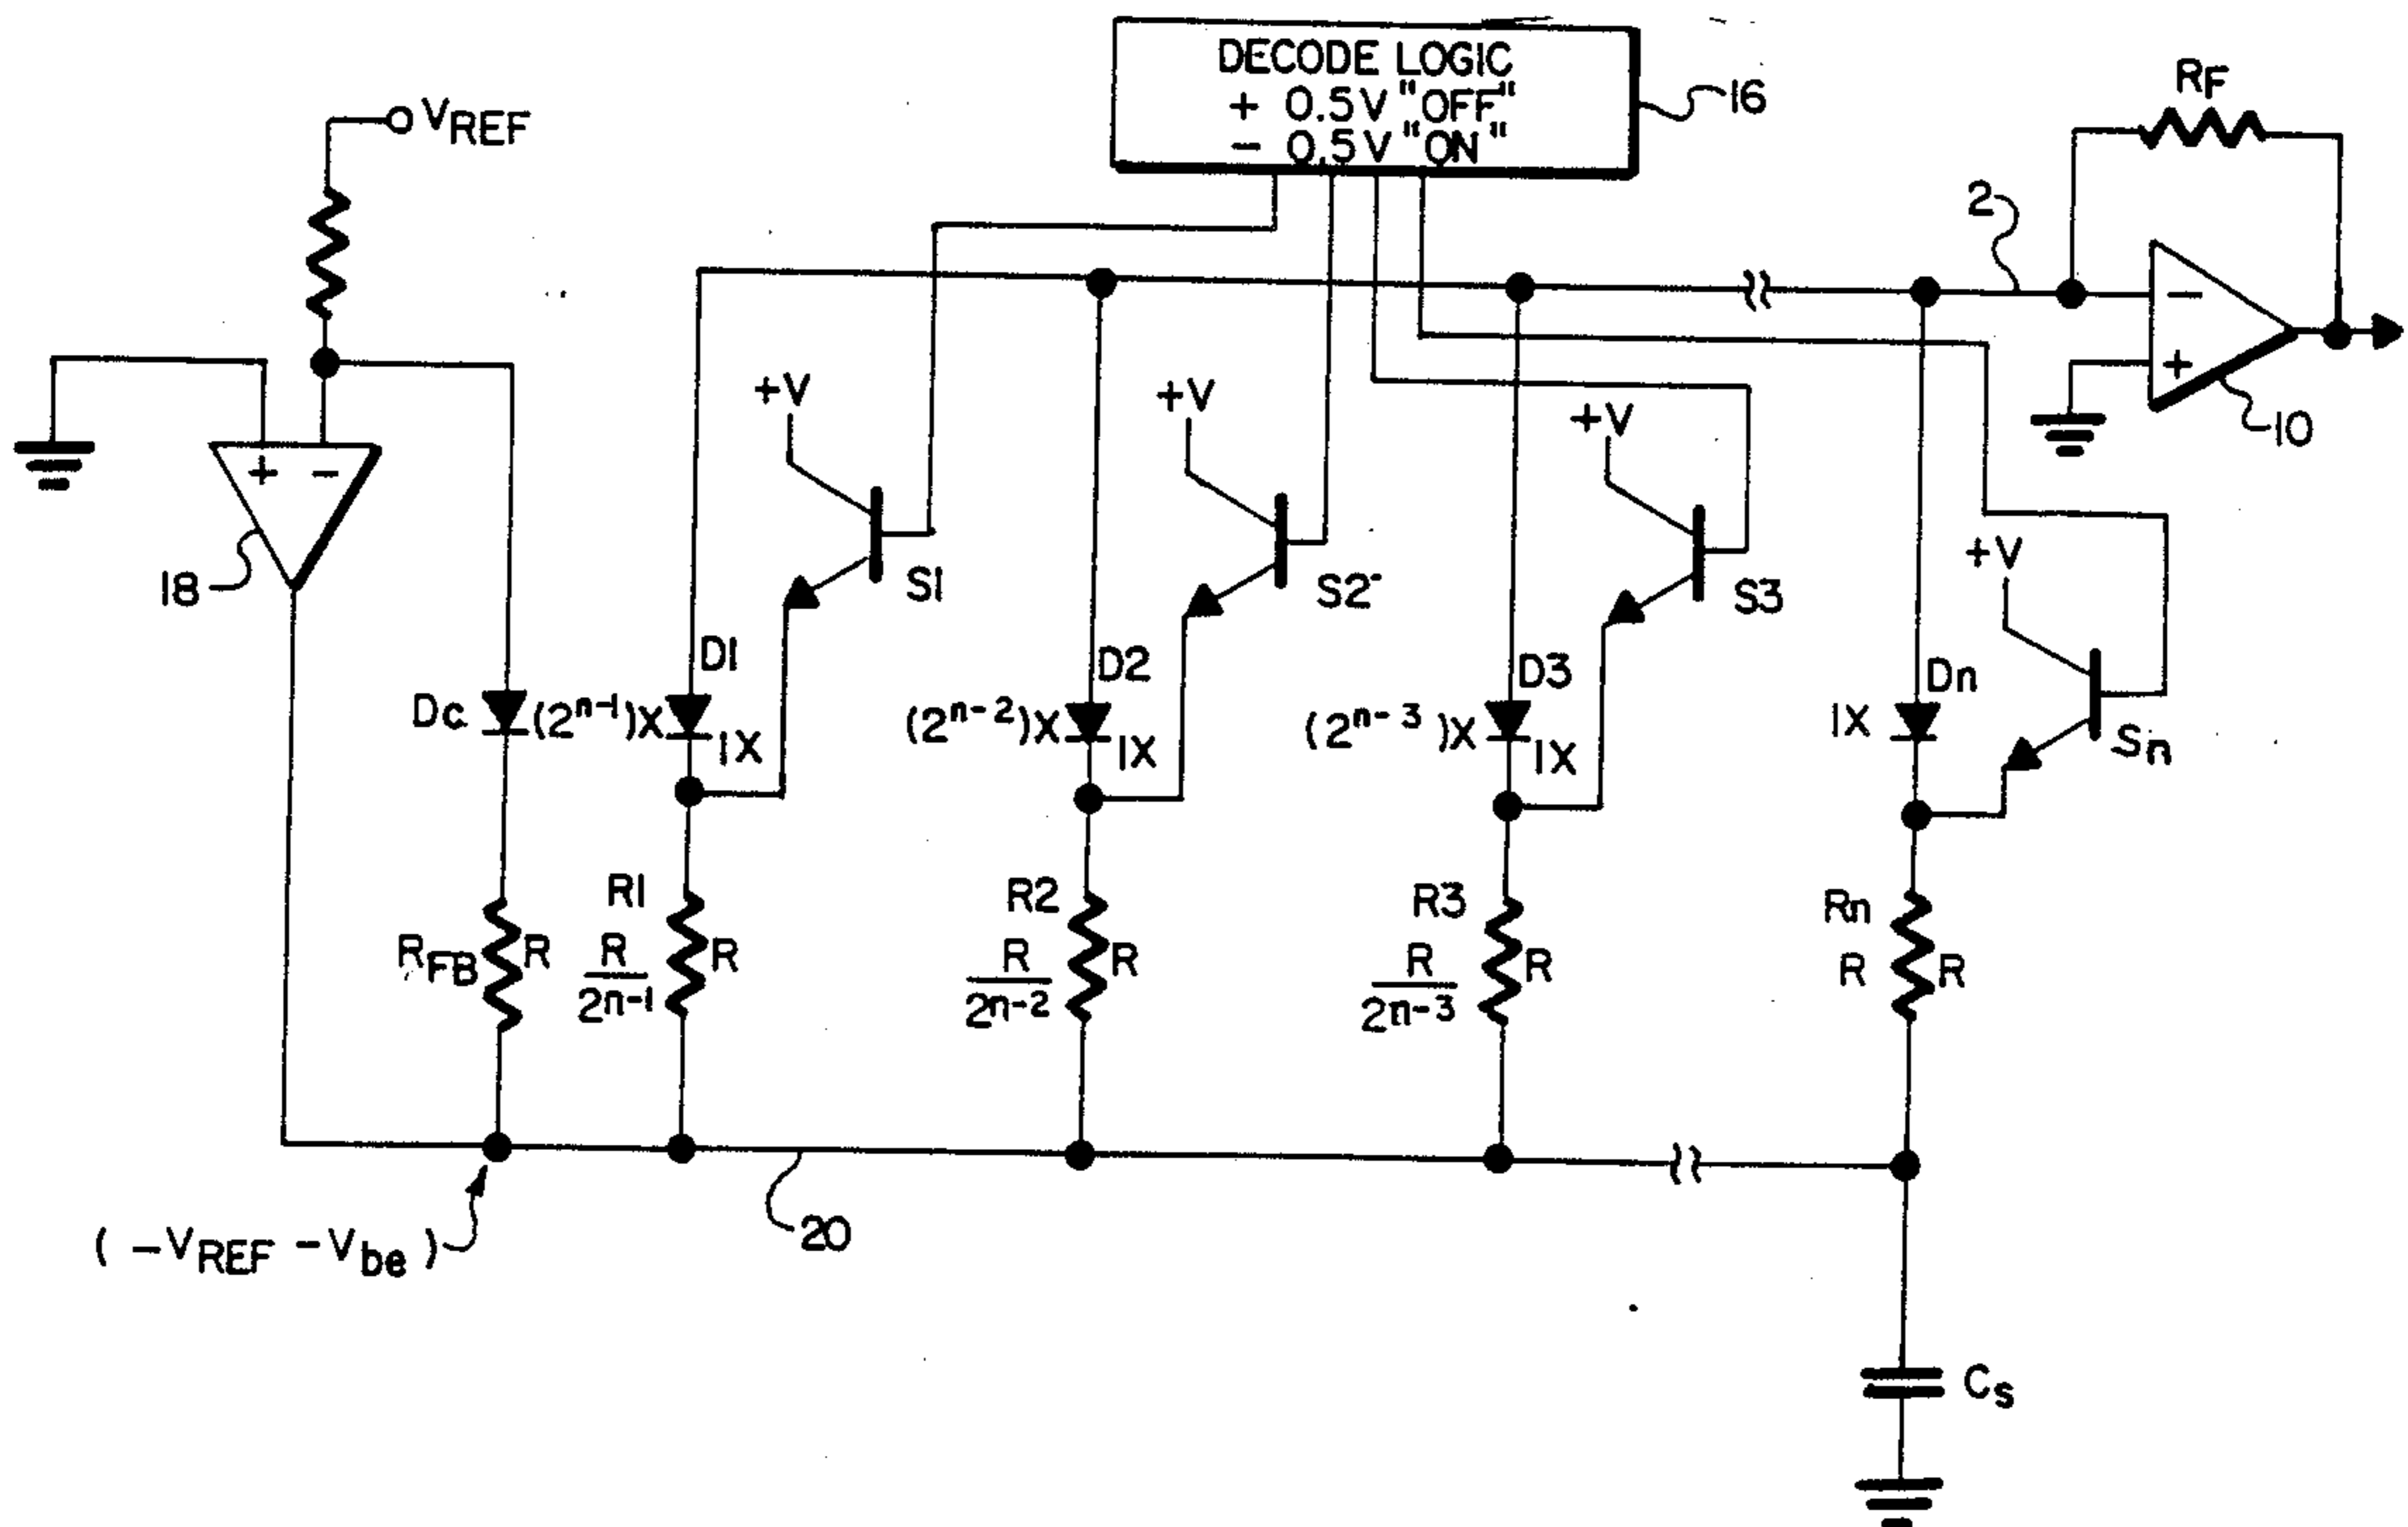 DECODE LOGIC
+ 0.5V "OFF"
− 0.5V "ON"
16
VREF
RF
2
+ −
−
+
10
18
+V
+V
+V
+V
S1
S2
S3
Sn
D1
D2
D3
Dn
Dc
(2ⁿ⁻¹)X
1X
(2ⁿ⁻²)X
1X
(2ⁿ⁻³)X
1X
1X
R1
R2
R3
Rn
RFB
R
R
2ⁿ⁻¹
R
R
2ⁿ⁻²
R
R
2ⁿ⁻³
R
R
R
(−VREF −Vbe)
20
Cs